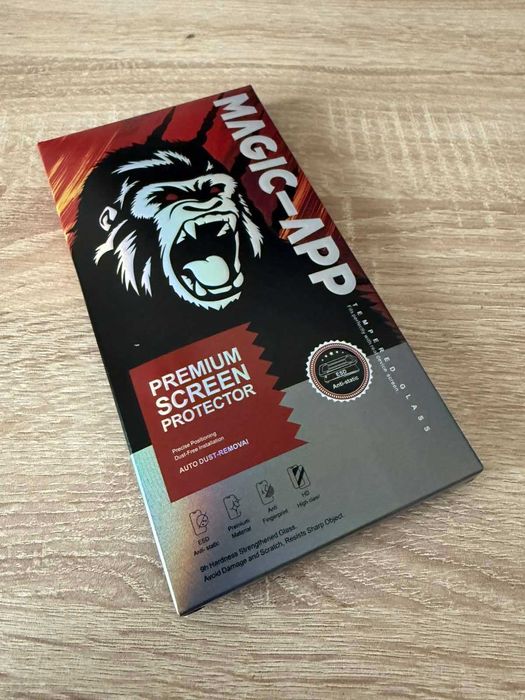 MAGIC-APP
TEMPERED GLASS
PREMIUM
SCREEN
PROTECTOR
Precise Positioning
Dust-Free Installation
AUTO DUST-REMOVAL
ESD
Anti-static
ESD
Anti- static
Premium
Material
Anti
Fingerprint
HD
High claer
9h Hardness Strengthened Glass.
Avoid Damage and Scratch, Resists Sharp Object.